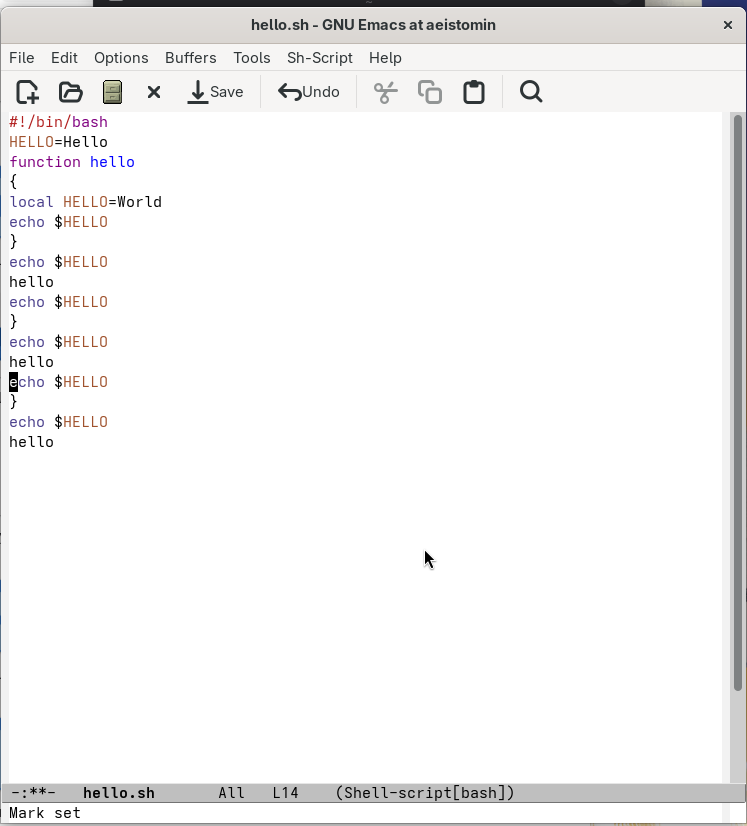 hello.sh - GNU Emacs at aeistomin
File Edit Options Buffers Tools Sh-Script Help
Save Undo
#!/bin/bash
HELLO=Hello
function hello
{
local HELLO=World
echo $HELLO
}
echo $HELLO
hello
echo $HELLO
}
echo $HELLO
hello
echo $HELLO
}
echo $HELLO
hello
-:**- hello.sh All L14 (Shell-script[bash])
Mark set